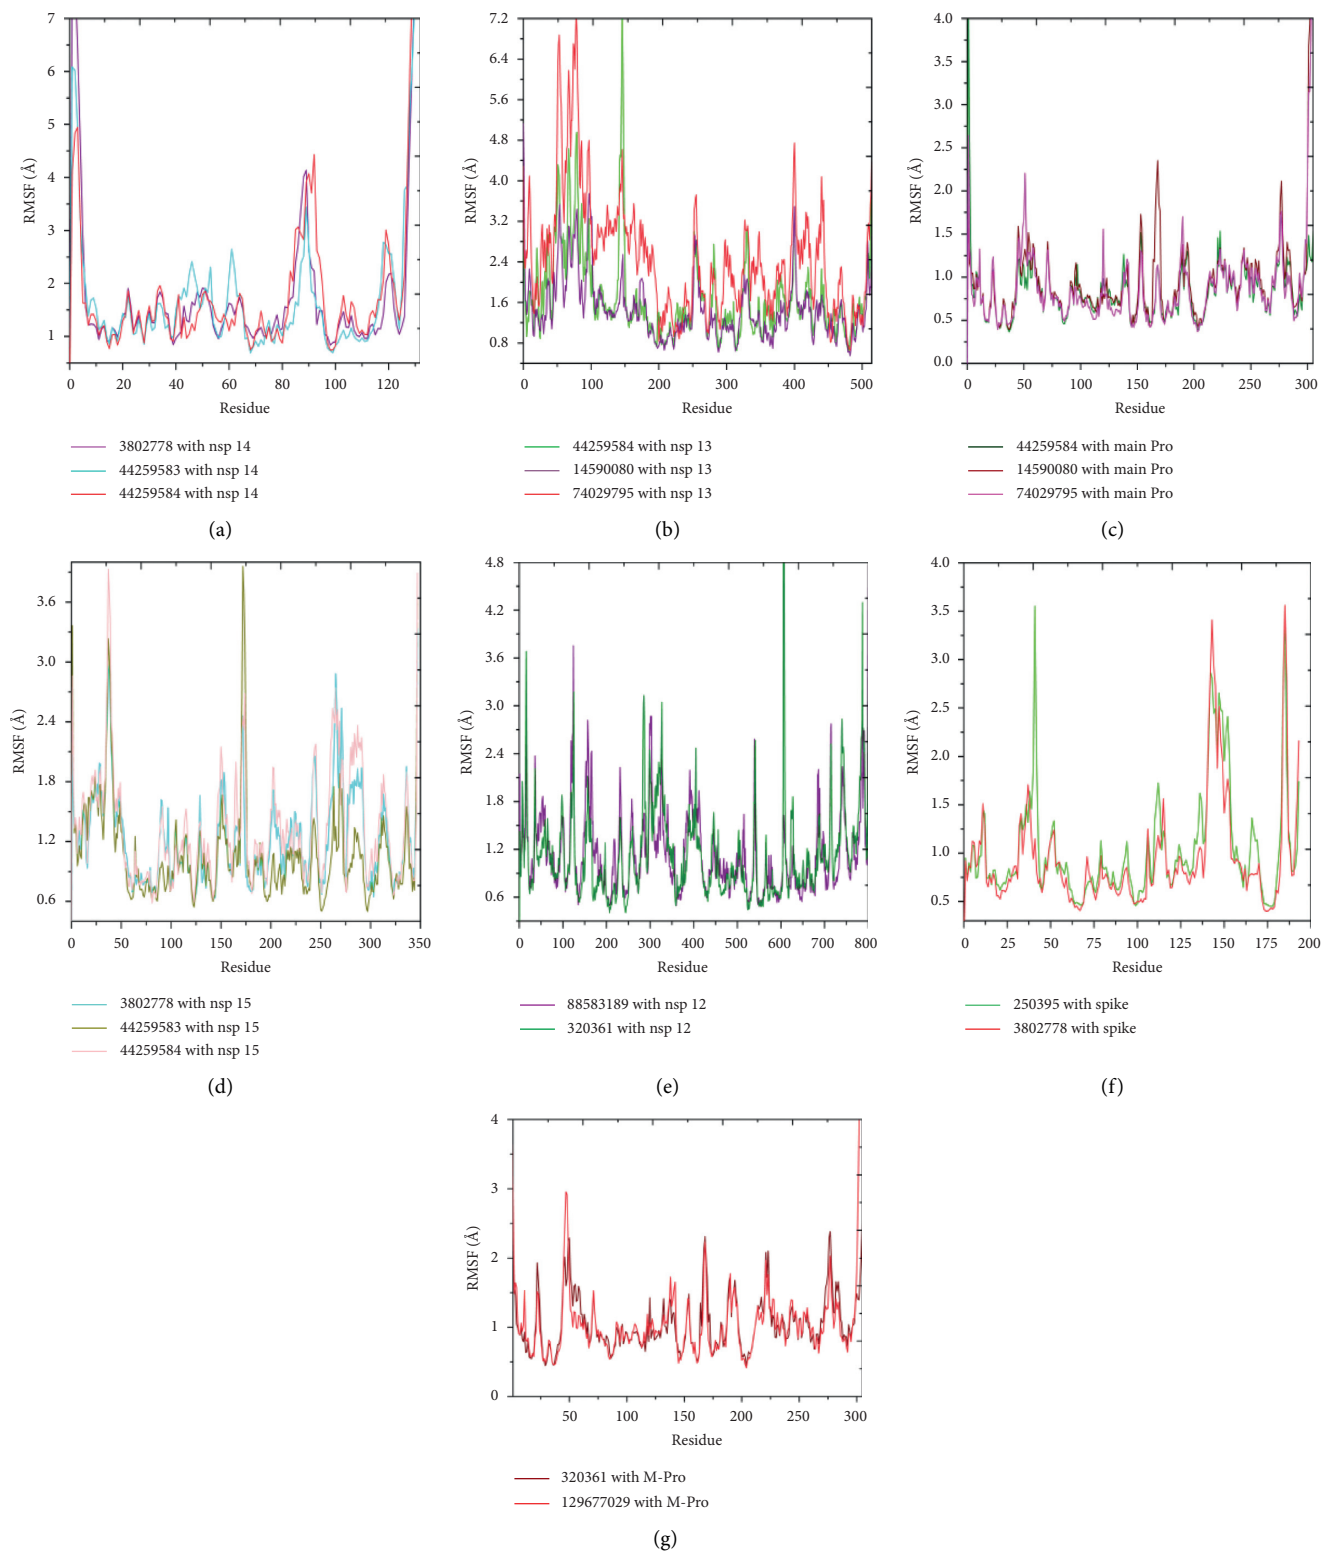 7
6
5
4
3
2
1
RMSF (Å)
0 20 40 60 80 100 120
Residue
3802778 with nsp 14
44259583 with nsp 14
44259584 with nsp 14
(a)
7.2
6.4
5.6
4.8
4.0
3.2
2.4
1.6
0.8
RMSF (Å)
0 100 200 300 400 500
Residue
44259584 with nsp 13
14590080 with nsp 13
74029795 with nsp 13
(b)
4.0
3.5
3.0
2.5
2.0
1.5
1.0
0.5
0.0
RMSF (Å)
0 50 100 150 200 250 300
Residue
44259584 with main Pro
14590080 with main Pro
74029795 with main Pro
(c)
3.6
3.0
2.4
1.8
1.2
0.6
RMSF (Å)
0 50 100 150 200 250 300 350
Residue
3802778 with nsp 15
44259583 with nsp 15
44259584 with nsp 15
(d)
4.8
4.2
3.6
3.0
2.4
1.8
1.2
0.6
RMSF (Å)
0 100 200 300 400 500 600 700 800
Residue
88583189 with nsp 12
320361 with nsp 12
(e)
4.0
3.5
3.0
2.5
2.0
1.5
1.0
0.5
RMSF (Å)
0 25 50 75 100 125 150 175 200
Residue
250395 with spike
3802778 with spike
(f)
4
3
2
1
0
RMSF (Å)
50 100 150 200 250 300
Residue
320361 with M-Pro
129677029 with M-Pro
(g)